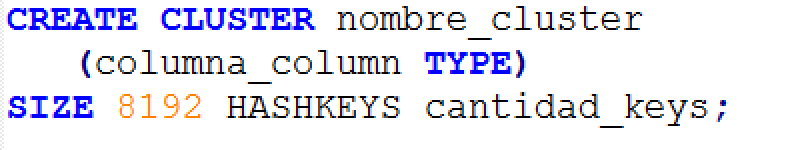 CREATE CLUSTER nombre_cluster
(columna_column TYPE)
SIZE 8192 HASHKEYS cantidad_keys;